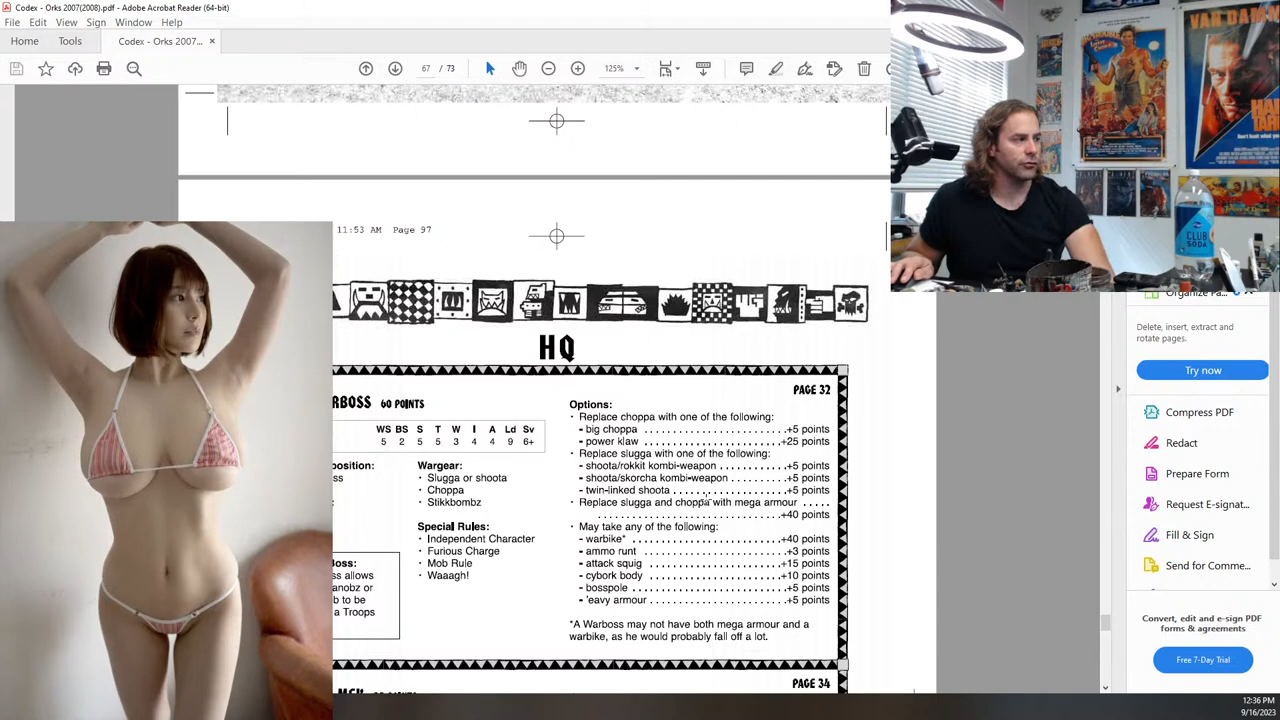 Codex - Orks 2007(2008).pdf - Adobe Acrobat Reader (64-bit)
File Edit View Sign Window Help
Home Tools Codex - Orks 2007... ×
67 / 73 125%
BIG TROUBLE
VAN DAMME
CLUB
SODA
11:53 AM Page 97
HQ
PAGE 32
RBOSS 60 POINTS
WS BS S T W I A Ld Sv
5 2 5 5 3 4 4 9 6+
Wargear:
· Slugga or shoota
· Choppa
· Stikkbombz
Special Rules:
· Independent Character
· Furious Charge
· Mob Rule
· Waaagh!
position:
ss
Boss:
ss allows
anobz or
b to be
a Troops
Options:
· Replace choppa with one of the following:
- big choppa . . . . . . . . . . . . . . . . . . . . . . . .+5 points
- power klaw . . . . . . . . . . . . . . . . . . . . . . .+25 points
· Replace slugga with one of the following:
- shoota/rokkit kombi-weapon . . . . . . . . . . .+5 points
- shoota/skorcha kombi-weapon . . . . . . . . .+5 points
- twin-linked shoota . . . . . . . . . . . . . . . . . .+5 points
· Replace slugga and choppa with mega armour . . . . .
. . . . . . . . . . . . . . . . . . . . . . . . . . . . . .+40 points
· May take any of the following:
- warbike* . . . . . . . . . . . . . . . . . . . . . . . . .+40 points
- ammo runt . . . . . . . . . . . . . . . . . . . . . . . .+3 points
- attack squig . . . . . . . . . . . . . . . . . . . . . .+15 points
- cybork body . . . . . . . . . . . . . . . . . . . . . .+10 points
- bosspole . . . . . . . . . . . . . . . . . . . . . . . . .+5 points
- 'eavy armour . . . . . . . . . . . . . . . . . . . . . .+5 points
*A Warboss may not have both mega armour and a
warbike, as he would probably fall off a lot.
PAGE 34
Organize Pa...
Delete, insert, extract and
rotate pages.
Try now
Compress PDF
Redact
Prepare Form
Request E-signat...
Fill & Sign
Send for Comme...
Convert, edit and e-sign PDF
forms & agreements
Free 7-Day Trial
12:36 PM
9/16/2023